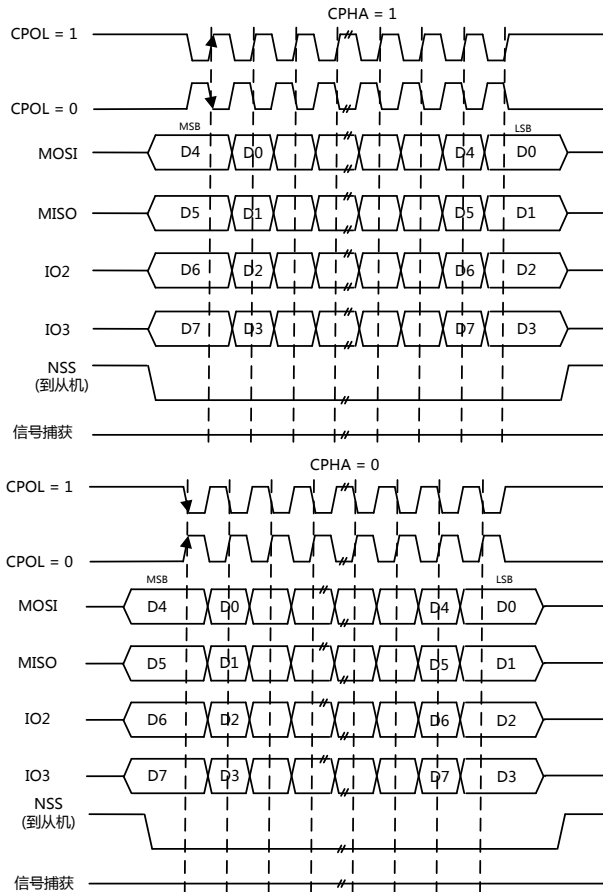 CPHA = 1
CPOL = 1
CPOL = 0
MSB LSB
MOSI D4 D0 D4 D0
MISO D5 D1 D5 D1
IO2 D6 D2 D6 D2
IO3 D7 D3 D7 D3
NSS
(到从机)
信号捕获
CPHA = 0
CPOL = 1
CPOL = 0
MSB LSB
MOSI D4 D0 D4 D0
MISO D5 D1 D5 D1
IO2 D6 D2 D6 D2
IO3 D7 D3 D7 D3
NSS
(到从机)
信号捕获